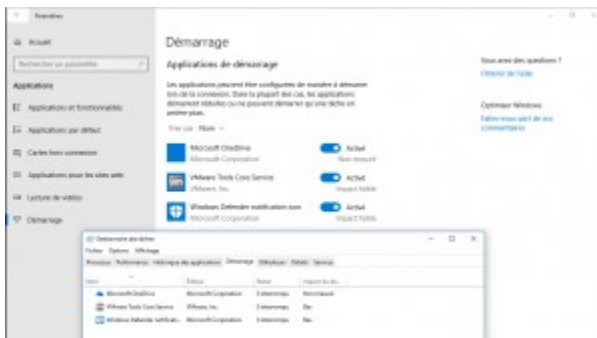 Paramètres
Accueil
Rechercher un paramètre
Applications
Applications et fonctionnalités
Applications par défaut
Cartes hors connexion
Applications pour les sites web
Lecture de vidéos
Démarrage
Démarrage
Applications de démarrage
Les applications peuvent être configurées de manière à démarrer
lors de la connexion. Dans la plupart des cas, les applications
démarrent réduites ou ne peuvent démarrer qu'une tâche en
arrière-plan.
Trier par : Nom
Microsoft OneDrive
Microsoft Corporation
Activé
Non mesuré
VMware Tools Core Service
VMware, Inc.
Activé
Impact faible
Windows Defender notification icon
Microsoft Corporation
Activé
Impact faible
Vous avez des questions ?
Obtenir de l'aide
Optimiser Windows
Faites-nous part de vos
commentaires
Gestionnaire des tâches
Fichier Options Affichage
Processus Performance Historique des applications Démarrage Utilisateurs Détails Services
Nom Éditeur Statut
Microsoft OneDrive Microsoft Corporation Non mesuré
VMware Tools Core Service VMware, Inc. Bas
Windows Defender notificati... Microsoft Corporation Bas